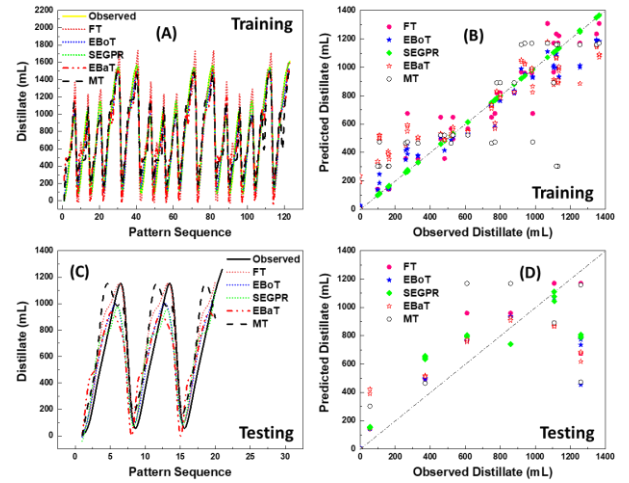 (A)
Training
Observed
FT
EBoT
SEGPR
EBaT
MT
Distillate (mL)
2200
2000
1800
1600
1400
1200
1000
800
600
400
200
0
0 20 40 60 80 100 120
Pattern Sequence
(B)
FT
EBoT
SEGPR
EBaT
MT
Training
Predicted Distillate (mL)
1400
1200
1000
800
600
400
200
0
0 200 400 600 800 1000 1200 1400
Observed Distillate (mL)
(C)
Observed
FT
EBoT
SEGPR
EBaT
MT
Testing
Distillate (mL)
1400
1200
1000
800
600
400
200
0
0 5 10 15 20 25 30
Pattern Sequence
(D)
FT
EBoT
SEGPR
EBaT
MT
Testing
Predicted Distillate (mL)
1400
1200
1000
800
600
400
200
0
0 200 400 600 800 1000 1200 1400
Observed Distillate (mL)